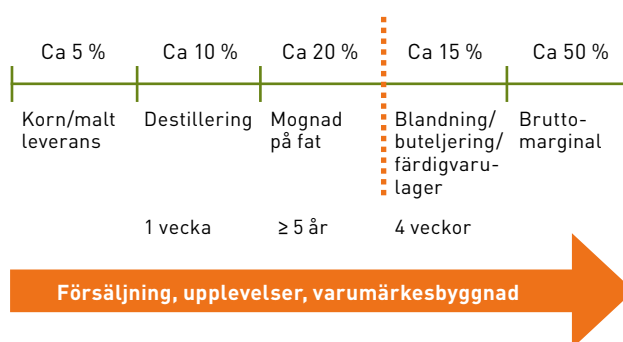 Ca 5 % Ca 10 % Ca 20 % Ca 15 % Ca 50 %
Korn/malt
leverans
Destillering
Mognad
på fat
Blandning/
buteljering/
färdigvaru-
lager
Brutto-
marginal
1 vecka ≥ 5 år 4 veckor
Försäljning, upplevelser, varumärkesbyggnad